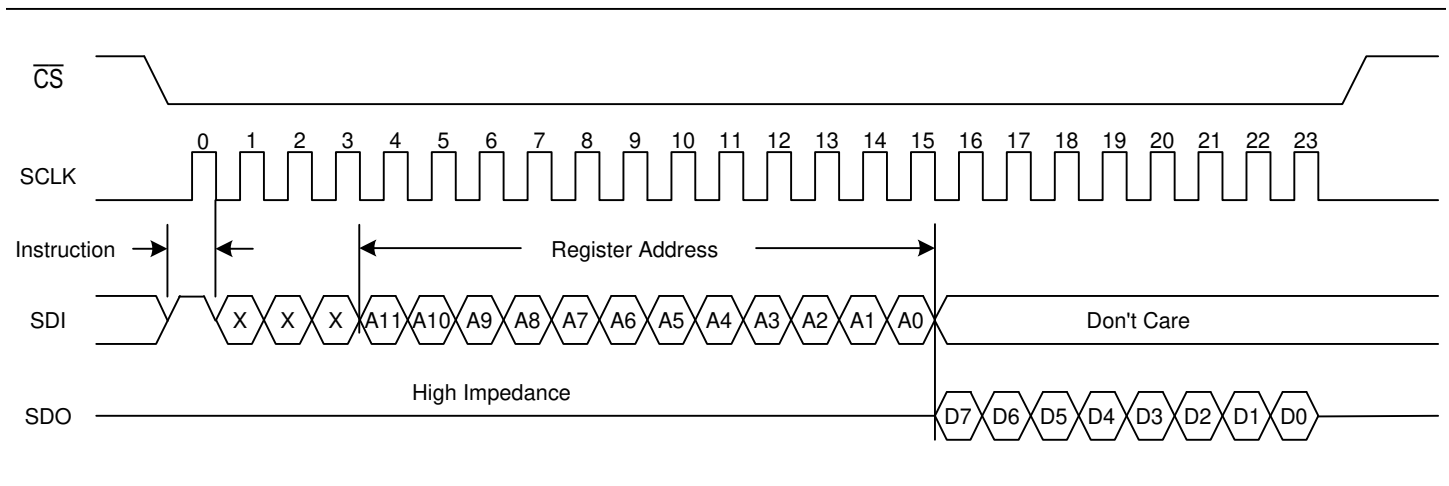 CS
0 1 2 3 4 5 6 7 8 9 10 11 12 13 14 15 16 17 18 19 20 21 22 23
SCLK
Instruction Register Address
SDI X X X A11 A10 A9 A8 A7 A6 A5 A4 A3 A2 A1 A0 Don't Care
High Impedance
SDO D7 D6 D5 D4 D3 D2 D1 D0